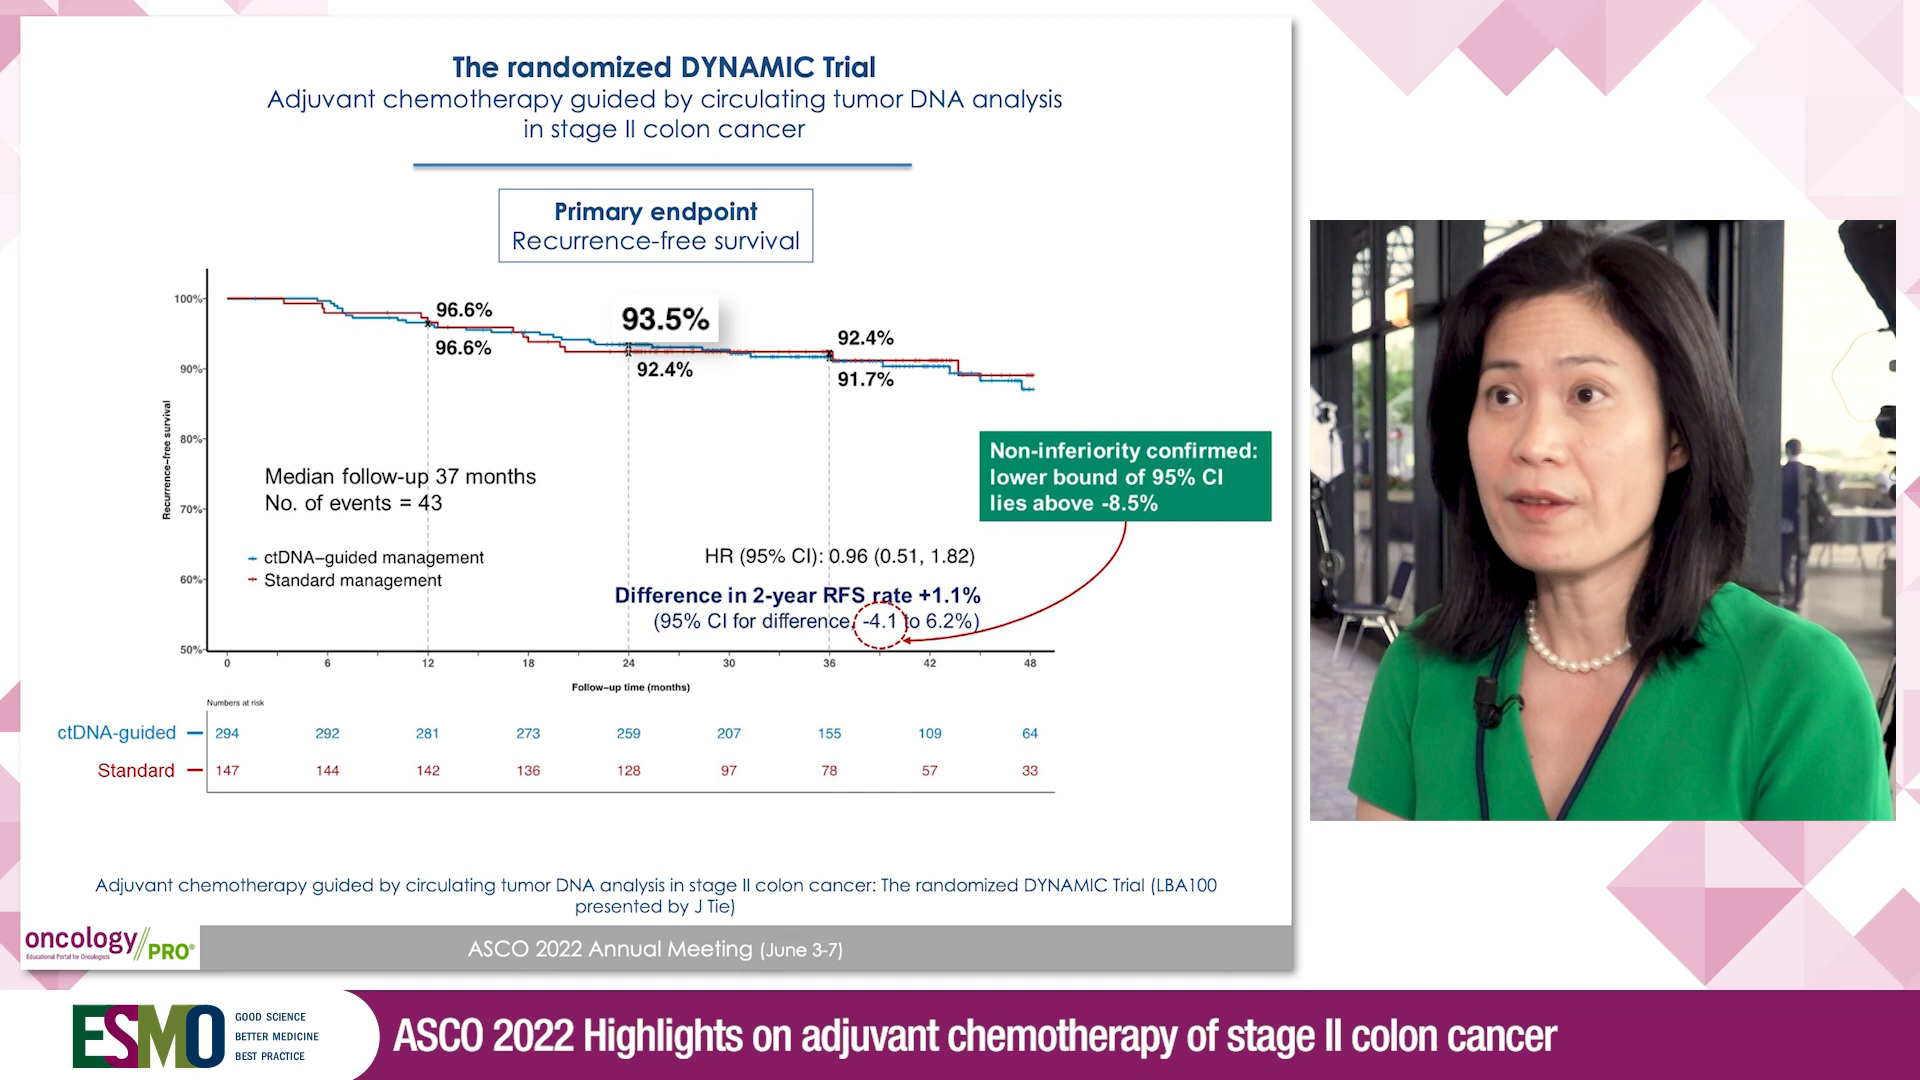 The randomized DYNAMIC Trial
Adjuvant chemotherapy guided by circulating tumor DNA analysis
in stage II colon cancer
Primary endpoint
Recurrence-free survival
100%
90%
80%
70%
60%
50%
Recurrence-free survival
96.6%
96.6%
93.5%
92.4%
92.4%
91.7%
Median follow-up 37 months
No. of events = 43
ctDNA-guided management
Standard management
Non-inferiority confirmed:
lower bound of 95% CI
lies above -8.5%
HR (95% CI): 0.96 (0.51, 1.82)
Difference in 2-year RFS rate +1.1%
(95% CI for difference, -4.1 to 6.2%)
0 6 12 18 24 30 36 42 48
Follow-up time (months)
Numbers at risk
ctDNA-guided 294 292 281 273 259 207 155 109 64
Standard 147 144 142 136 128 97 78 57 33
Adjuvant chemotherapy guided by circulating tumor DNA analysis in stage II colon cancer: The randomized DYNAMIC Trial (LBA100
presented by J Tie)
oncology//PRO®
Educational Portal for Oncologists
ASCO 2022 Annual Meeting (June 3-7)
ESMO
GOOD SCIENCE
BETTER MEDICINE
BEST PRACTICE
ASCO 2022 Highlights on adjuvant chemotherapy of stage II colon cancer